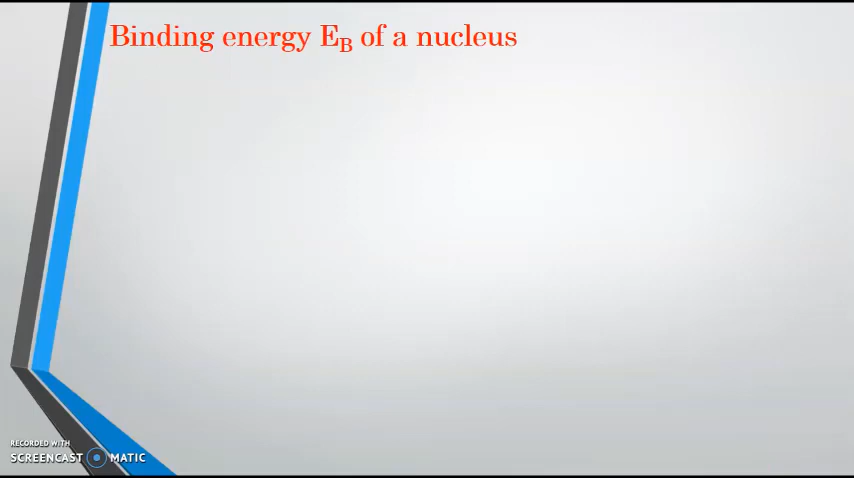 Binding energy E_B of a nucleus
RECORDED WITH
SCREENCAST MATIC